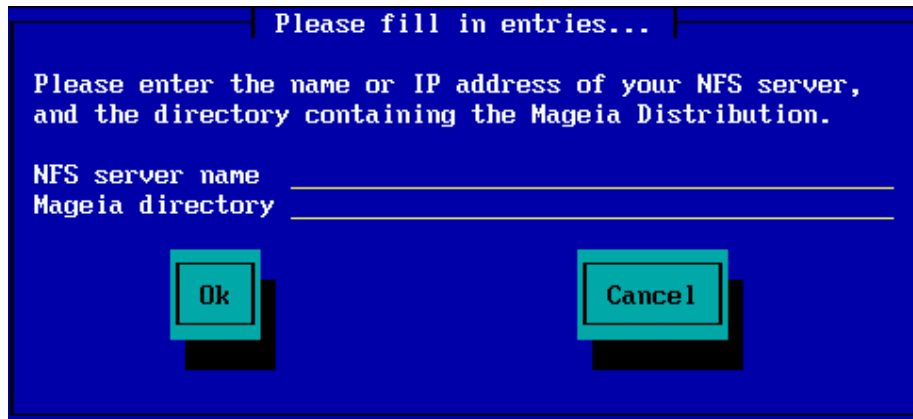 Please fill in entries...
Please enter the name or IP address of your NFS server,
and the directory containing the Mageia Distribution.
NFS server name
Mageia directory
Ok Cancel